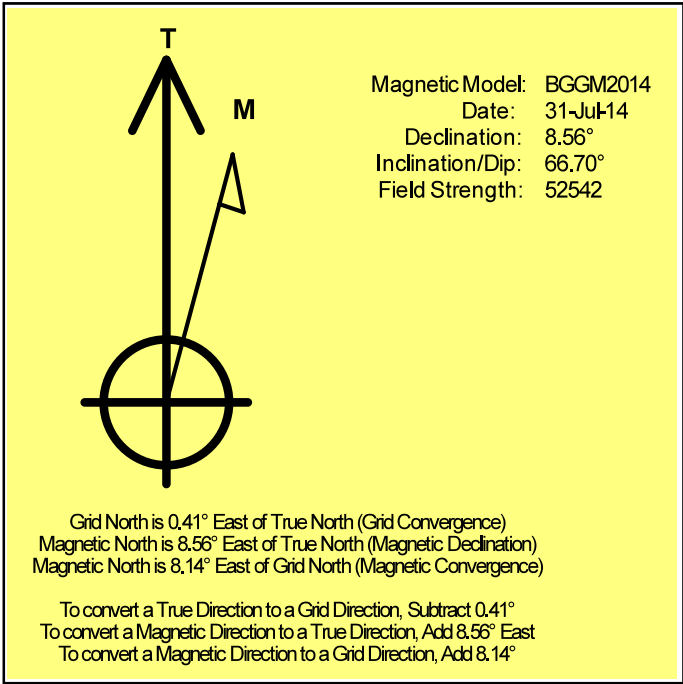 T
M
Magnetic Model: BGGM2014
Date: 31-Jul-14
Declination: 8.56°
Inclination/Dip: 66.70°
Field Strength: 52542
Grid North is 0.41° East of True North (Grid Convergence)
Magnetic North is 8.56° East of True North (Magnetic Declination)
Magnetic North is 8.14° East of Grid North (Magnetic Convergence)
To convert a True Direction to a Grid Direction, Subtract 0.41°
To convert a Magnetic Direction to a True Direction, Add 8.56° East
To convert a Magnetic Direction to a Grid Direction, Add 8.14°